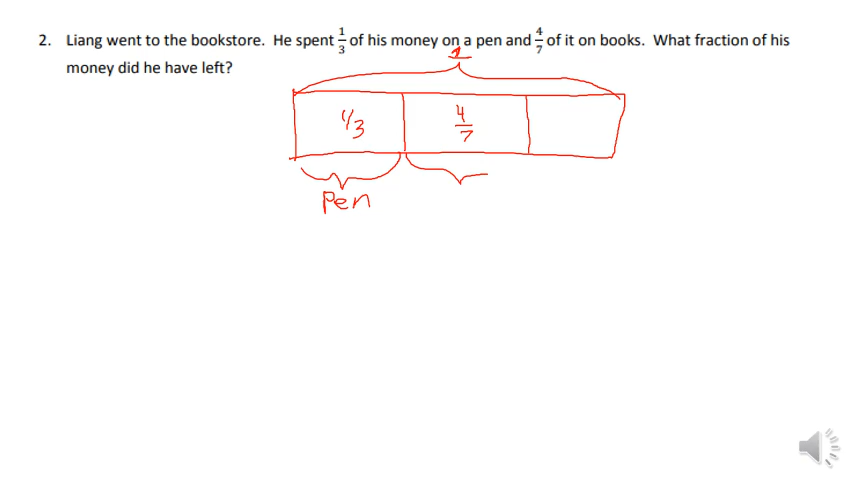 2. Liang went to the bookstore. He spent 1/3 of his money on a pen and 4/7 of it on books. What fraction of his
money did he have left?
1
1/3 4/7
Pen